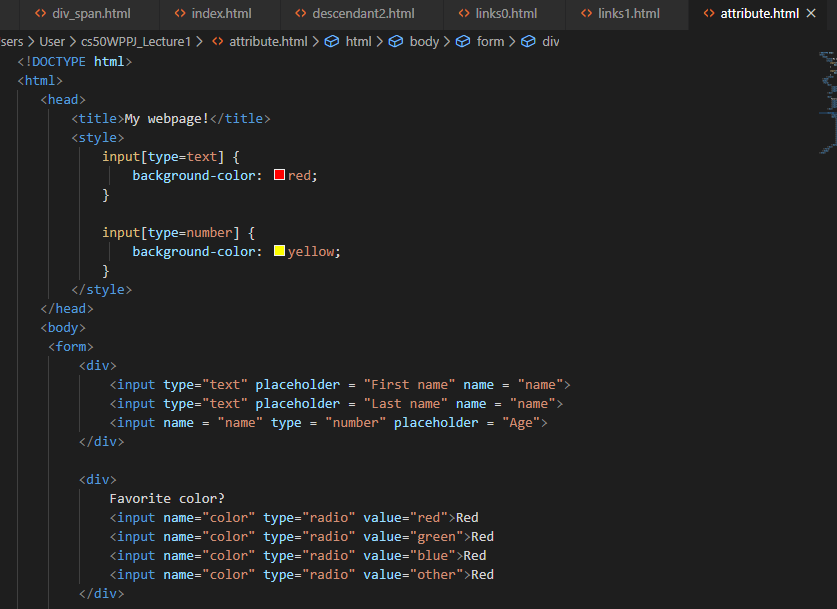 div_span.html index.html descendant2.html links0.html links1.html attribute.html
sers > User > cs50WPPJ_Lecture1 > attribute.html > html > body > form > div
<!DOCTYPE html>
<html>
<head>
<title>My webpage!</title>
<style>
input[type=text] {
background-color: red;
}
input[type=number] {
background-color: yellow;
}
</style>
</head>
<body>
<form>
<div>
<input type="text" placeholder = "First name" name = "name">
<input type="text" placeholder = "Last name" name = "name">
<input name = "name" type = "number" placeholder = "Age">
</div>
<div>
Favorite color?
<input name="color" type="radio" value="red">Red
<input name="color" type="radio" value="green">Red
<input name="color" type="radio" value="blue">Red
<input name="color" type="radio" value="other">Red
</div>